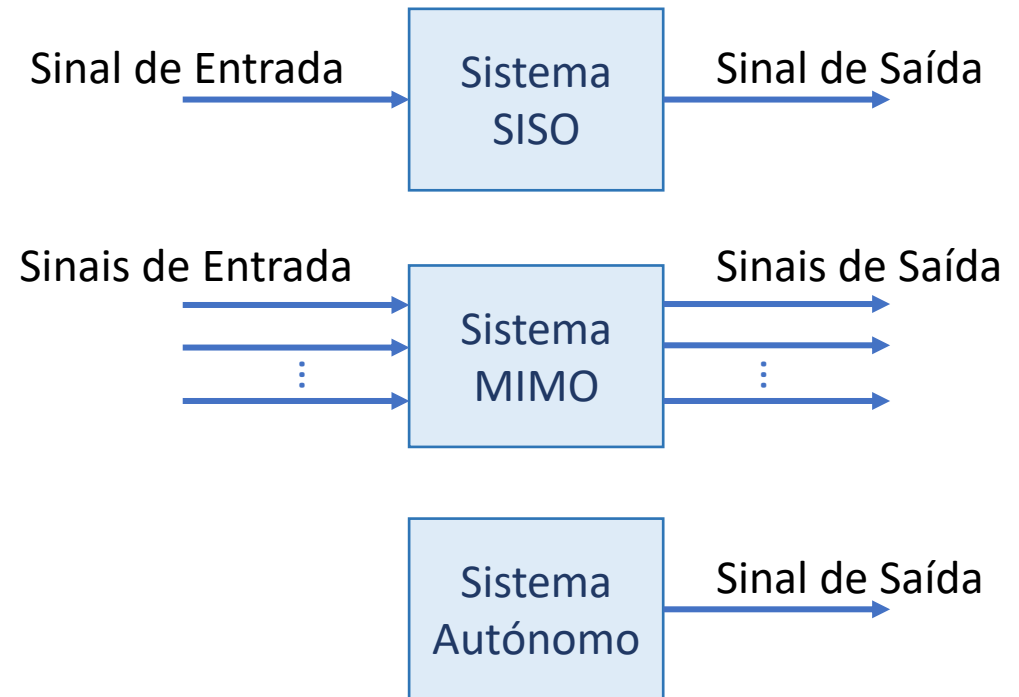 Sinal de Entrada
Sistema
SISO
Sinal de Saída
Sinais de Entrada
Sistema
MIMO
Sinais de Saída
Sistema
Autónomo
Sinal de Saída